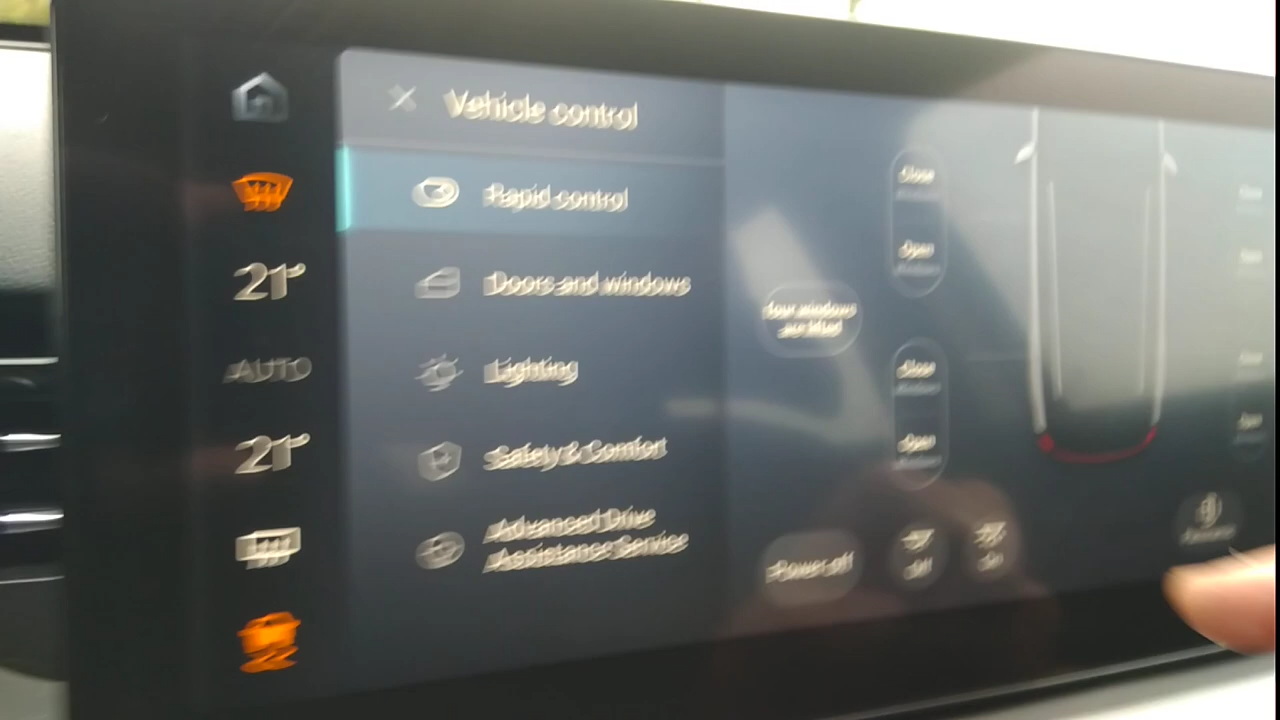 Vehicle control
Rapid control
21°
Doors and windows
AUTO
Lighting
21°
Safety & Comfort
Advanced Drive
Assistance Service
Close
Open
four windows
are lifted
Close
Open
Power off